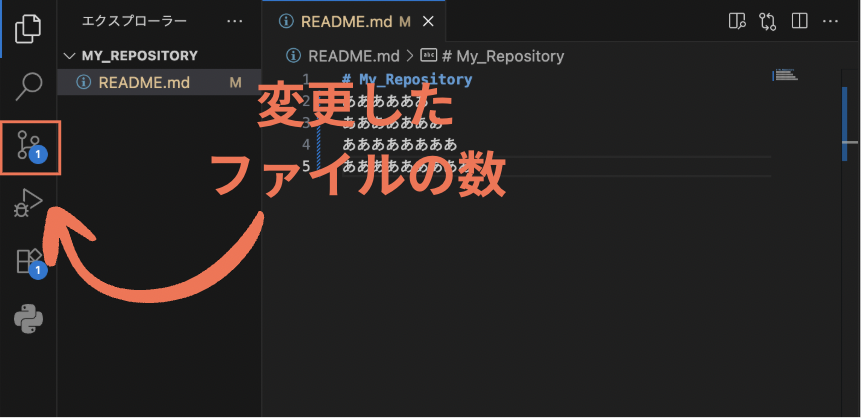 エクスプローラー ...
README.md M
MY_REPOSITORY
README.md M
README.md > abc # My_Repository
1 # My_Repository
2 ああああああ
3 あああああああ
4 ああああああああ
5 あああああああああ
変更した
ファイルの数
1
1